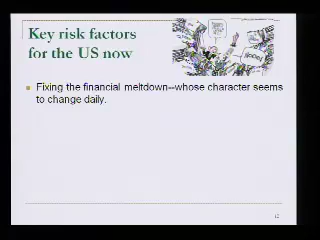 Key risk factors
for the US now
Fixing the financial meltdown--whose character seems
to change daily.